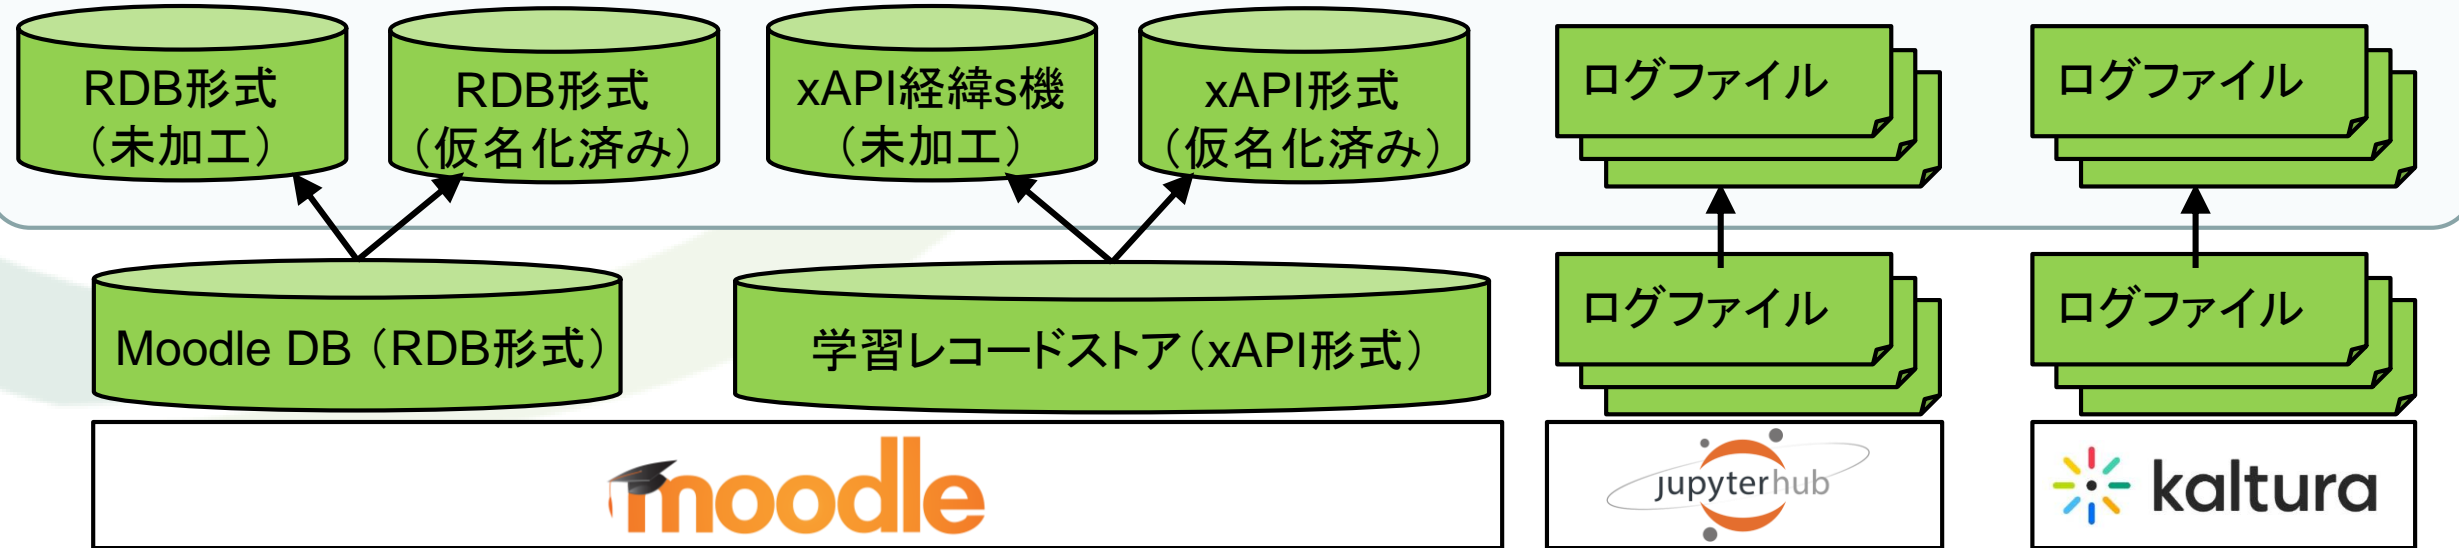 RDB形式
（未加工）
RDB形式
（仮名化済み）
xAPI経緯s機
（未加工）
xAPI形式
（仮名化済み）
ログファイル
ログファイル
Moodle DB（RDB形式）
学習レコードストア（xAPI形式）
ログファイル
ログファイル
moodle
jupyterhub
kaltura